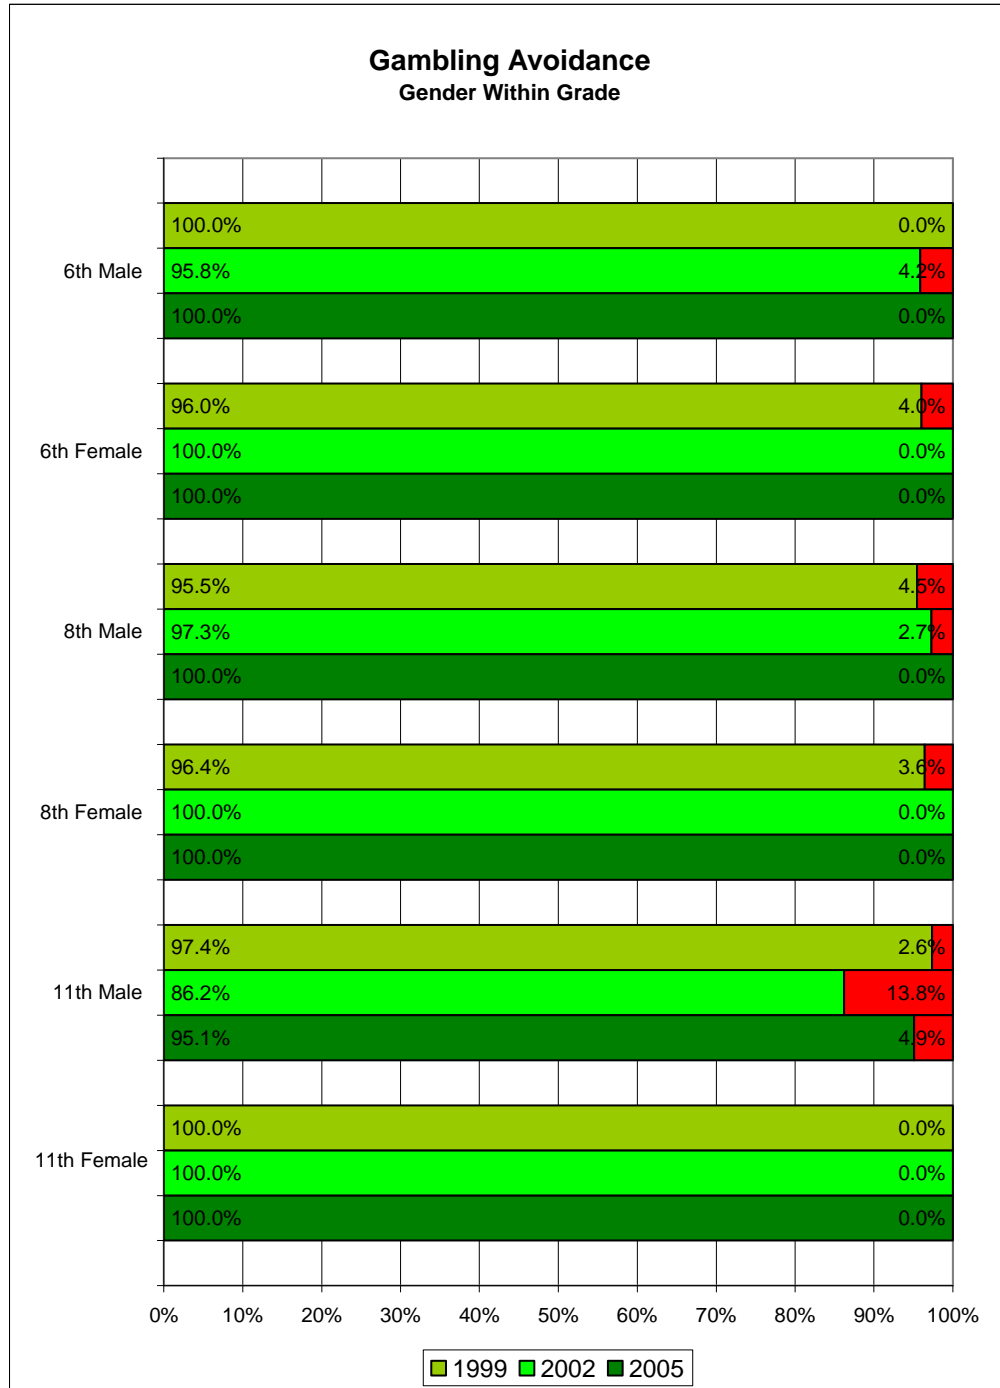 Gambling Avoidance
Gender Within Grade
100.0% 0.0%
6th Male 95.8% 4.2%
100.0% 0.0%
96.0% 4.0%
6th Female 100.0% 0.0%
100.0% 0.0%
95.5% 4.5%
8th Male 97.3% 2.7%
100.0% 0.0%
96.4% 3.6%
8th Female 100.0% 0.0%
100.0% 0.0%
97.4% 2.6%
11th Male 86.2% 13.8%
95.1% 4.9%
100.0% 0.0%
11th Female 100.0% 0.0%
100.0% 0.0%
0% 10% 20% 30% 40% 50% 60% 70% 80% 90% 100%
1999 2002 2005